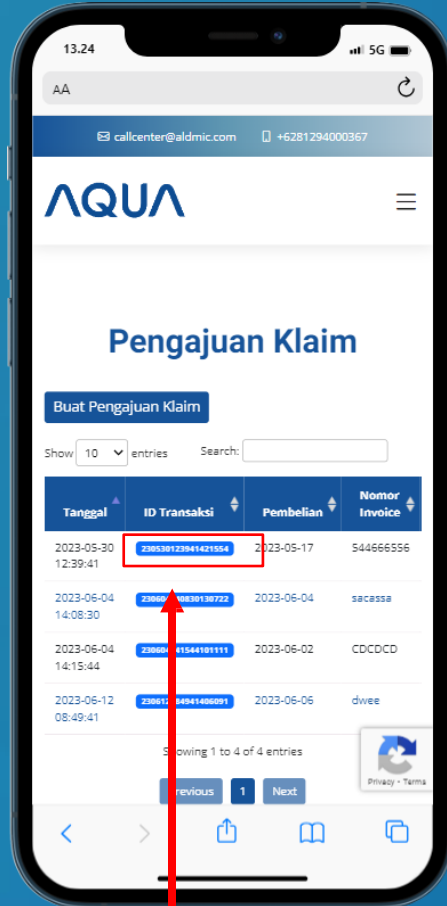 13.24
5G
AA
callcenter@aldmic.com +6281294000367
AQUA
Pengajuan Klaim
Buat Pengajuan Klaim
Show 10 entries Search:
Tanggal ID Transaksi Pembelian Nomor Invoice
2023-05-30 12:39:41 230530123941421554 2023-05-17 544666556
2023-06-04 14:08:30 2023-06-04 sacassa
2023-06-04 14:15:44 2023-06-02 CDCDCD
2023-06-12 08:49:41 2023-06-06 dwee
to 4 of 4 entries
1 Next
Privacy - Terms